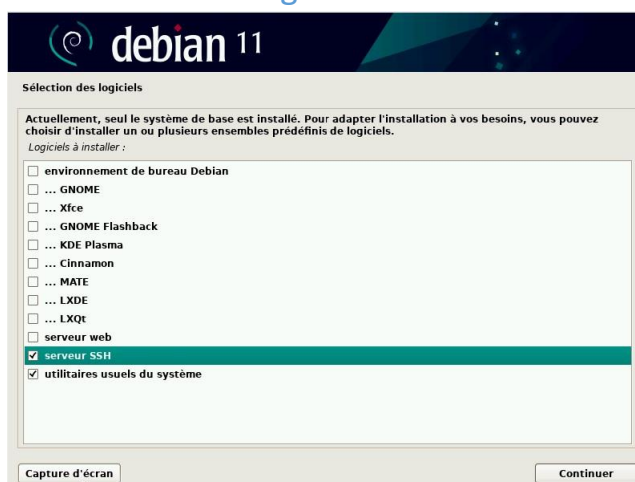 debian 11
Sélection des logiciels
Actuellement, seul le système de base est installé. Pour adapter l'installation à vos besoins, vous pouvez
choisir d'installer un ou plusieurs ensembles prédéfinis de logiciels.
Logiciels à installer :
environnement de bureau Debian
... GNOME
... Xfce
... GNOME Flashback
... KDE Plasma
... Cinnamon
... MATE
... LXDE
... LXQt
serveur web
serveur SSH
utilitaires usuels du système
Capture d'écran
Continuer